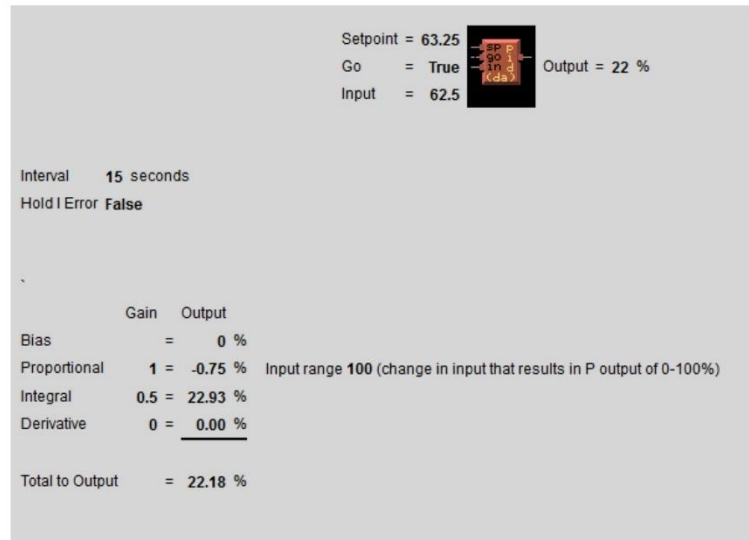 Setpoint = 63.25
Go = True
Input = 62.5
sp p
go i
in d
(da)
Output = 22 %
Interval 15 seconds
Hold I Error False
`
Gain Output
Bias = 0 %
Proportional 1 = -0.75 % Input range 100 (change in input that results in P output of 0-100%)
Integral 0.5 = 22.93 %
Derivative 0 = 0.00 %
Total to Output = 22.18 %